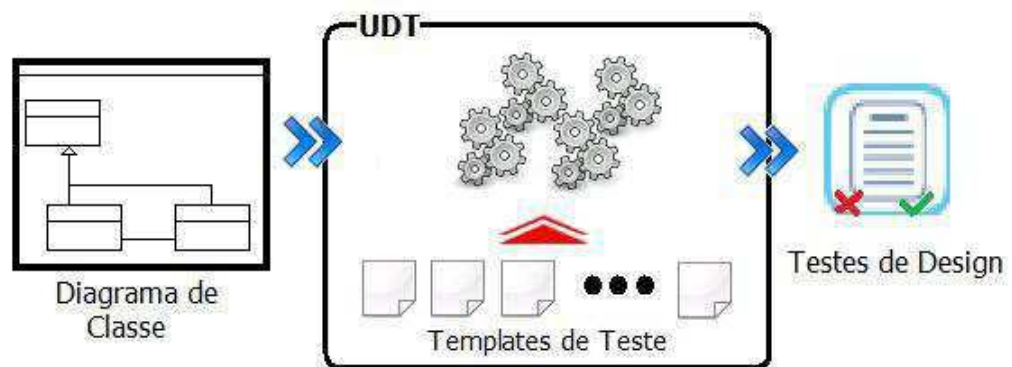 UDT
Diagrama de
Classe
Templates de Teste
Testes de Design